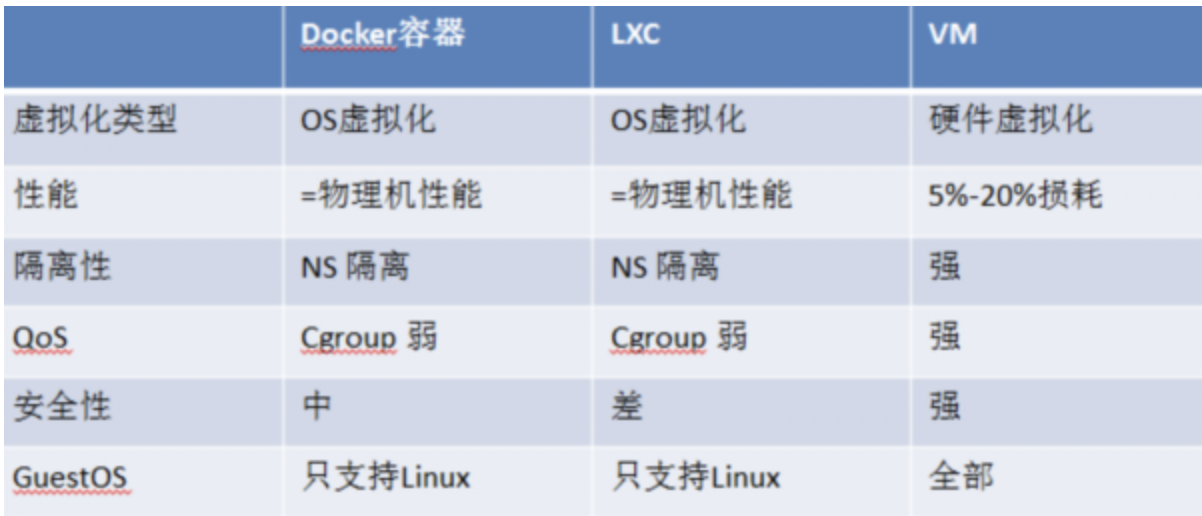 Docker容器 LXC VM
虚拟化类型 OS虚拟化 OS虚拟化 硬件虚拟化
性能 =物理机性能 =物理机性能 5%-20%损耗
隔离性 NS 隔离 NS 隔离 强
QoS Cgroup 弱 Cgroup 弱 强
安全性 中 差 强
GuestOS 只支持Linux 只支持Linux 全部